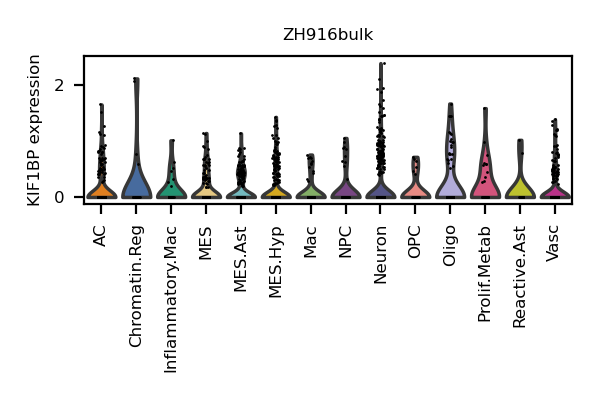 ZH916bulk
KIF1BP expression
2
0
AC
Chromatin.Reg
Inflammatory.Mac
MES
MES.Ast
MES.Hyp
Mac
NPC
Neuron
OPC
Oligo
Prolif.Metab
Reactive.Ast
Vasc